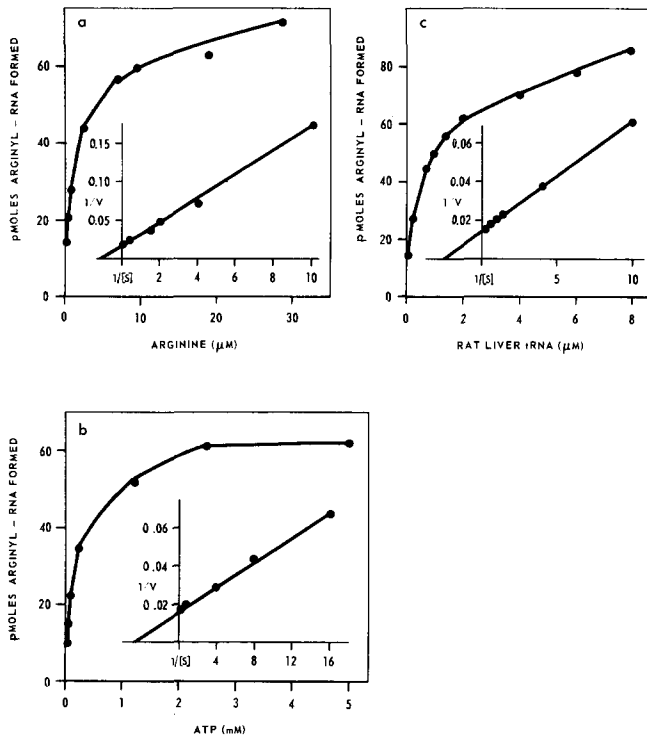 a
pMOLES ARGINYL – RNA FORMED
60
40
20
0
0.15
0.10
1/V
0.05
1/[S] 2 4 6 8 10
0 10 20 30
ARGININE (μM)
c
pMOLES ARGINYL – RNA FORMED
80
60
40
20
0
0.06
0.04
1/V
0.02
1/[S] 5 10
0 2 4 6 8
RAT LIVER tRNA (μM)
b
pMOLES ARGINYL – RNA FORMED
60
40
20
0
0.06
0.04
1/V
0.02
1/[S] 4 8 12 16
0 1 2 3 4 5
ATP (mM)